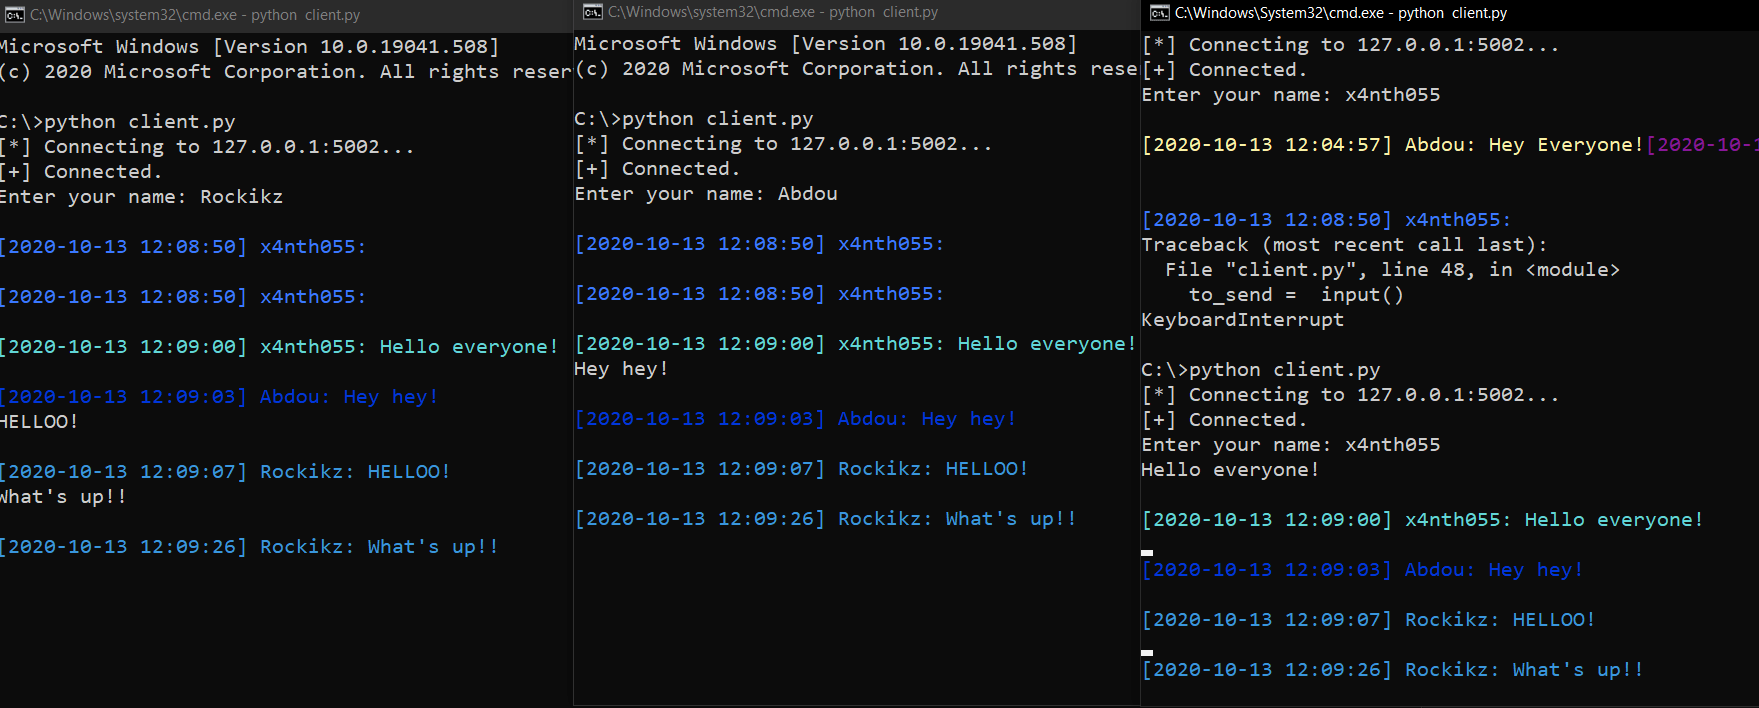 C:\Windows\system32\cmd.exe - python  client.py
Microsoft Windows [Version 10.0.19041.508]
(c) 2020 Microsoft Corporation. All rights reser
C:\>python client.py
[*] Connecting to 127.0.0.1:5002...
[+] Connected.
Enter your name: Rockikz
[2020-10-13 12:08:50] x4nth055:
[2020-10-13 12:08:50] x4nth055:
[2020-10-13 12:09:00] x4nth055: Hello everyone!
[2020-10-13 12:09:03] Abdou: Hey hey!
HELLOO!
[2020-10-13 12:09:07] Rockikz: HELLOO!
What's up!!
[2020-10-13 12:09:26] Rockikz: What's up!!
C:\Windows\system32\cmd.exe - python  client.py
Microsoft Windows [Version 10.0.19041.508]
(c) 2020 Microsoft Corporation. All rights rese
C:\>python client.py
[*] Connecting to 127.0.0.1:5002...
[+] Connected.
Enter your name: Abdou
[2020-10-13 12:08:50] x4nth055:
[2020-10-13 12:08:50] x4nth055:
[2020-10-13 12:09:00] x4nth055: Hello everyone!
Hey hey!
[2020-10-13 12:09:03] Abdou: Hey hey!
[2020-10-13 12:09:07] Rockikz: HELLOO!
[2020-10-13 12:09:26] Rockikz: What's up!!
C:\Windows\System32\cmd.exe - python  client.py
[*] Connecting to 127.0.0.1:5002...
[+] Connected.
Enter your name: x4nth055
[2020-10-13 12:04:57] Abdou: Hey Everyone![2020-10-1
[2020-10-13 12:08:50] x4nth055:
Traceback (most recent call last):
  File "client.py", line 48, in <module>
    to_send =  input()
KeyboardInterrupt
C:\>python client.py
[*] Connecting to 127.0.0.1:5002...
[+] Connected.
Enter your name: x4nth055
Hello everyone!
[2020-10-13 12:09:00] x4nth055: Hello everyone!
[2020-10-13 12:09:03] Abdou: Hey hey!
[2020-10-13 12:09:07] Rockikz: HELLOO!
[2020-10-13 12:09:26] Rockikz: What's up!!